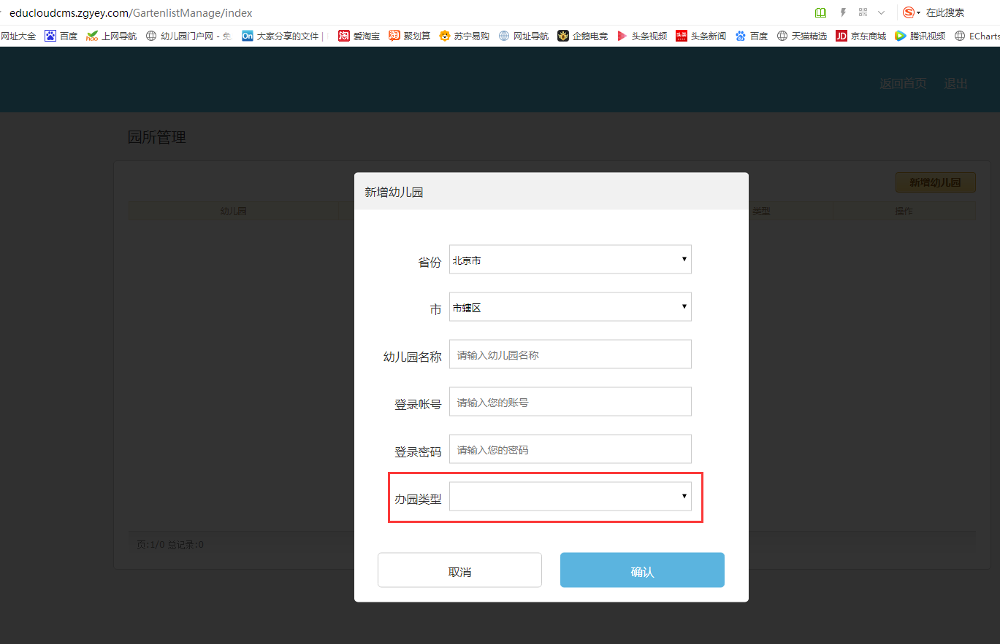 educloudcms.zgyey.com/GartenlistManage/index
在此搜索
网址大全 百度 上网导航 幼儿园门户网 - 免 大家分享的文件 | 爱淘宝 聚划算 苏宁易购 网址导航 企鹅电竞 头条视频 头条新闻 百度 天猫精选 京东商城 腾讯视频 ECharts
返回首页 退出
园所管理
新增幼儿园
幼儿园 类型 操作
新增幼儿园
省份 北京市
市 市辖区
幼儿园名称 请输入幼儿园名称
登录帐号 请输入您的账号
登录密码 请输入您的密码
办园类型
页:1/0 总记录:0
取消 确认